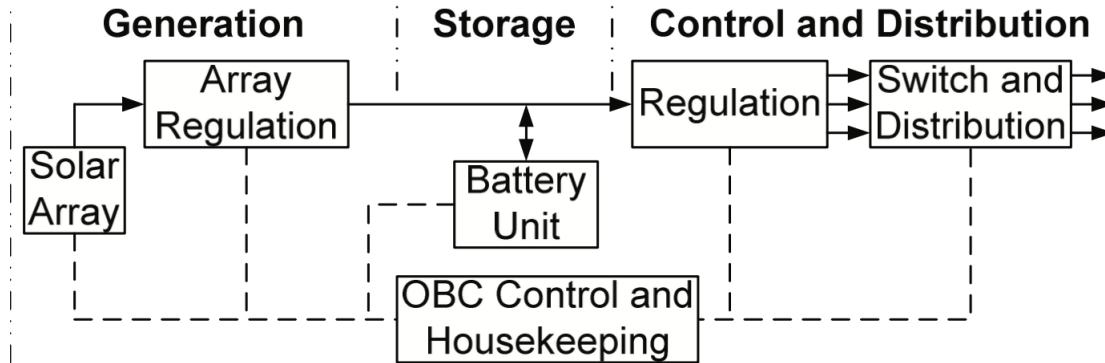 Generation
Storage
Control and Distribution
Array
Regulation
Regulation
Switch and
Distribution
Solar
Array
Battery
Unit
OBC Control and
Housekeeping